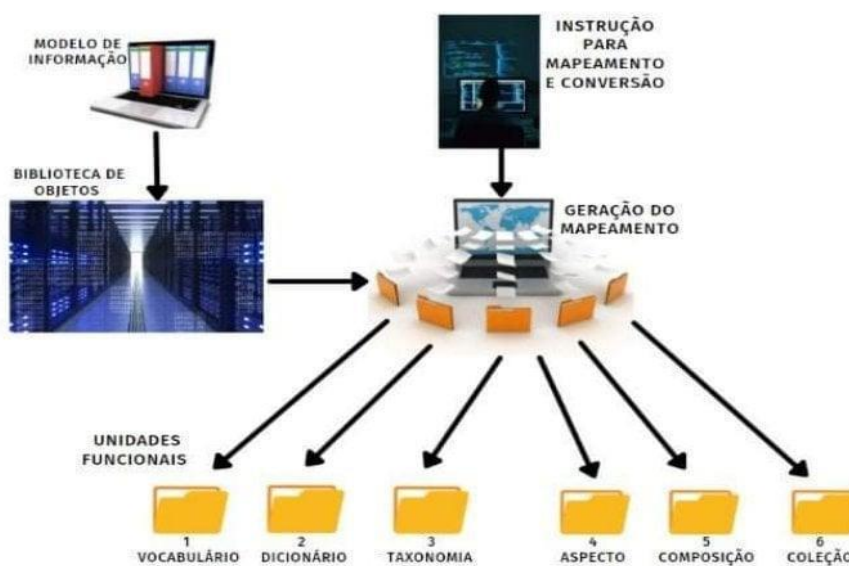 MODELO DE
INFORMAÇÃO
INSTRUÇÃO
PARA
MAPEAMENTO
E CONVERSÃO
BIBLIOTECA DE
OBJETOS
GERAÇÃO DO
MAPEAMENTO
UNIDADES
FUNCIONAIS
1
VOCABULÁRIO
2
DICIONÁRIO
3
TAXONOMIA
4
ASPECTO
5
COMPOSIÇÃO
6
COLEÇÃO